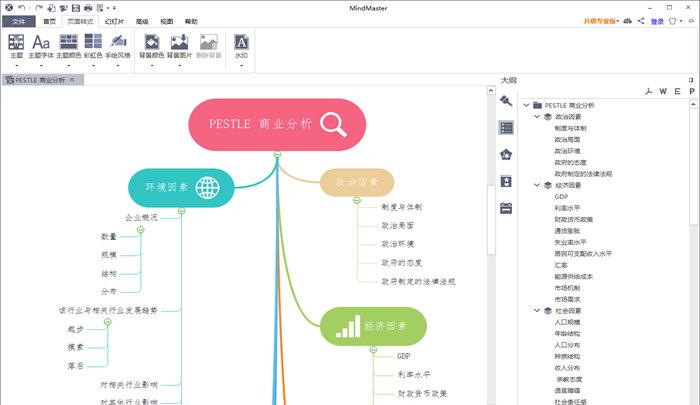 MindMaster
文件 首页 页面样式 幻灯片 高级 视图 帮助
升级专业版 登录
主题 主题字体 主题颜色 彩虹色 手绘风格 背景颜色 背景图片 删除背景 水印
PESTLE 商业分析
PESTLE 商业分析
环境因素
企业概况
数量
规模
结构
分布
该行业与相关行业发展趋势
起步
摸索
落后
对相关行业影响
对其他行业影响
政治因素
制度与体制
政治局面
政治环境
政府的态度
政府制定的法律法规
经济因素
GDP
利率水平
财政货币政策
大纲
W E P
PESTLE 商业分析
政治因素
制度与体制
政治局面
政治环境
政府的态度
政府制定的法律法规
经济因素
GDP
利率水平
财政货币政策
通货膨胀
失业率水平
居民可支配收入水平
汇率
能源供给成本
市场机制
市场需求
社会因素
人口规模
年龄结构
人口分布
种族结构
收入分布
宗教态度
语言障碍
社会责任感